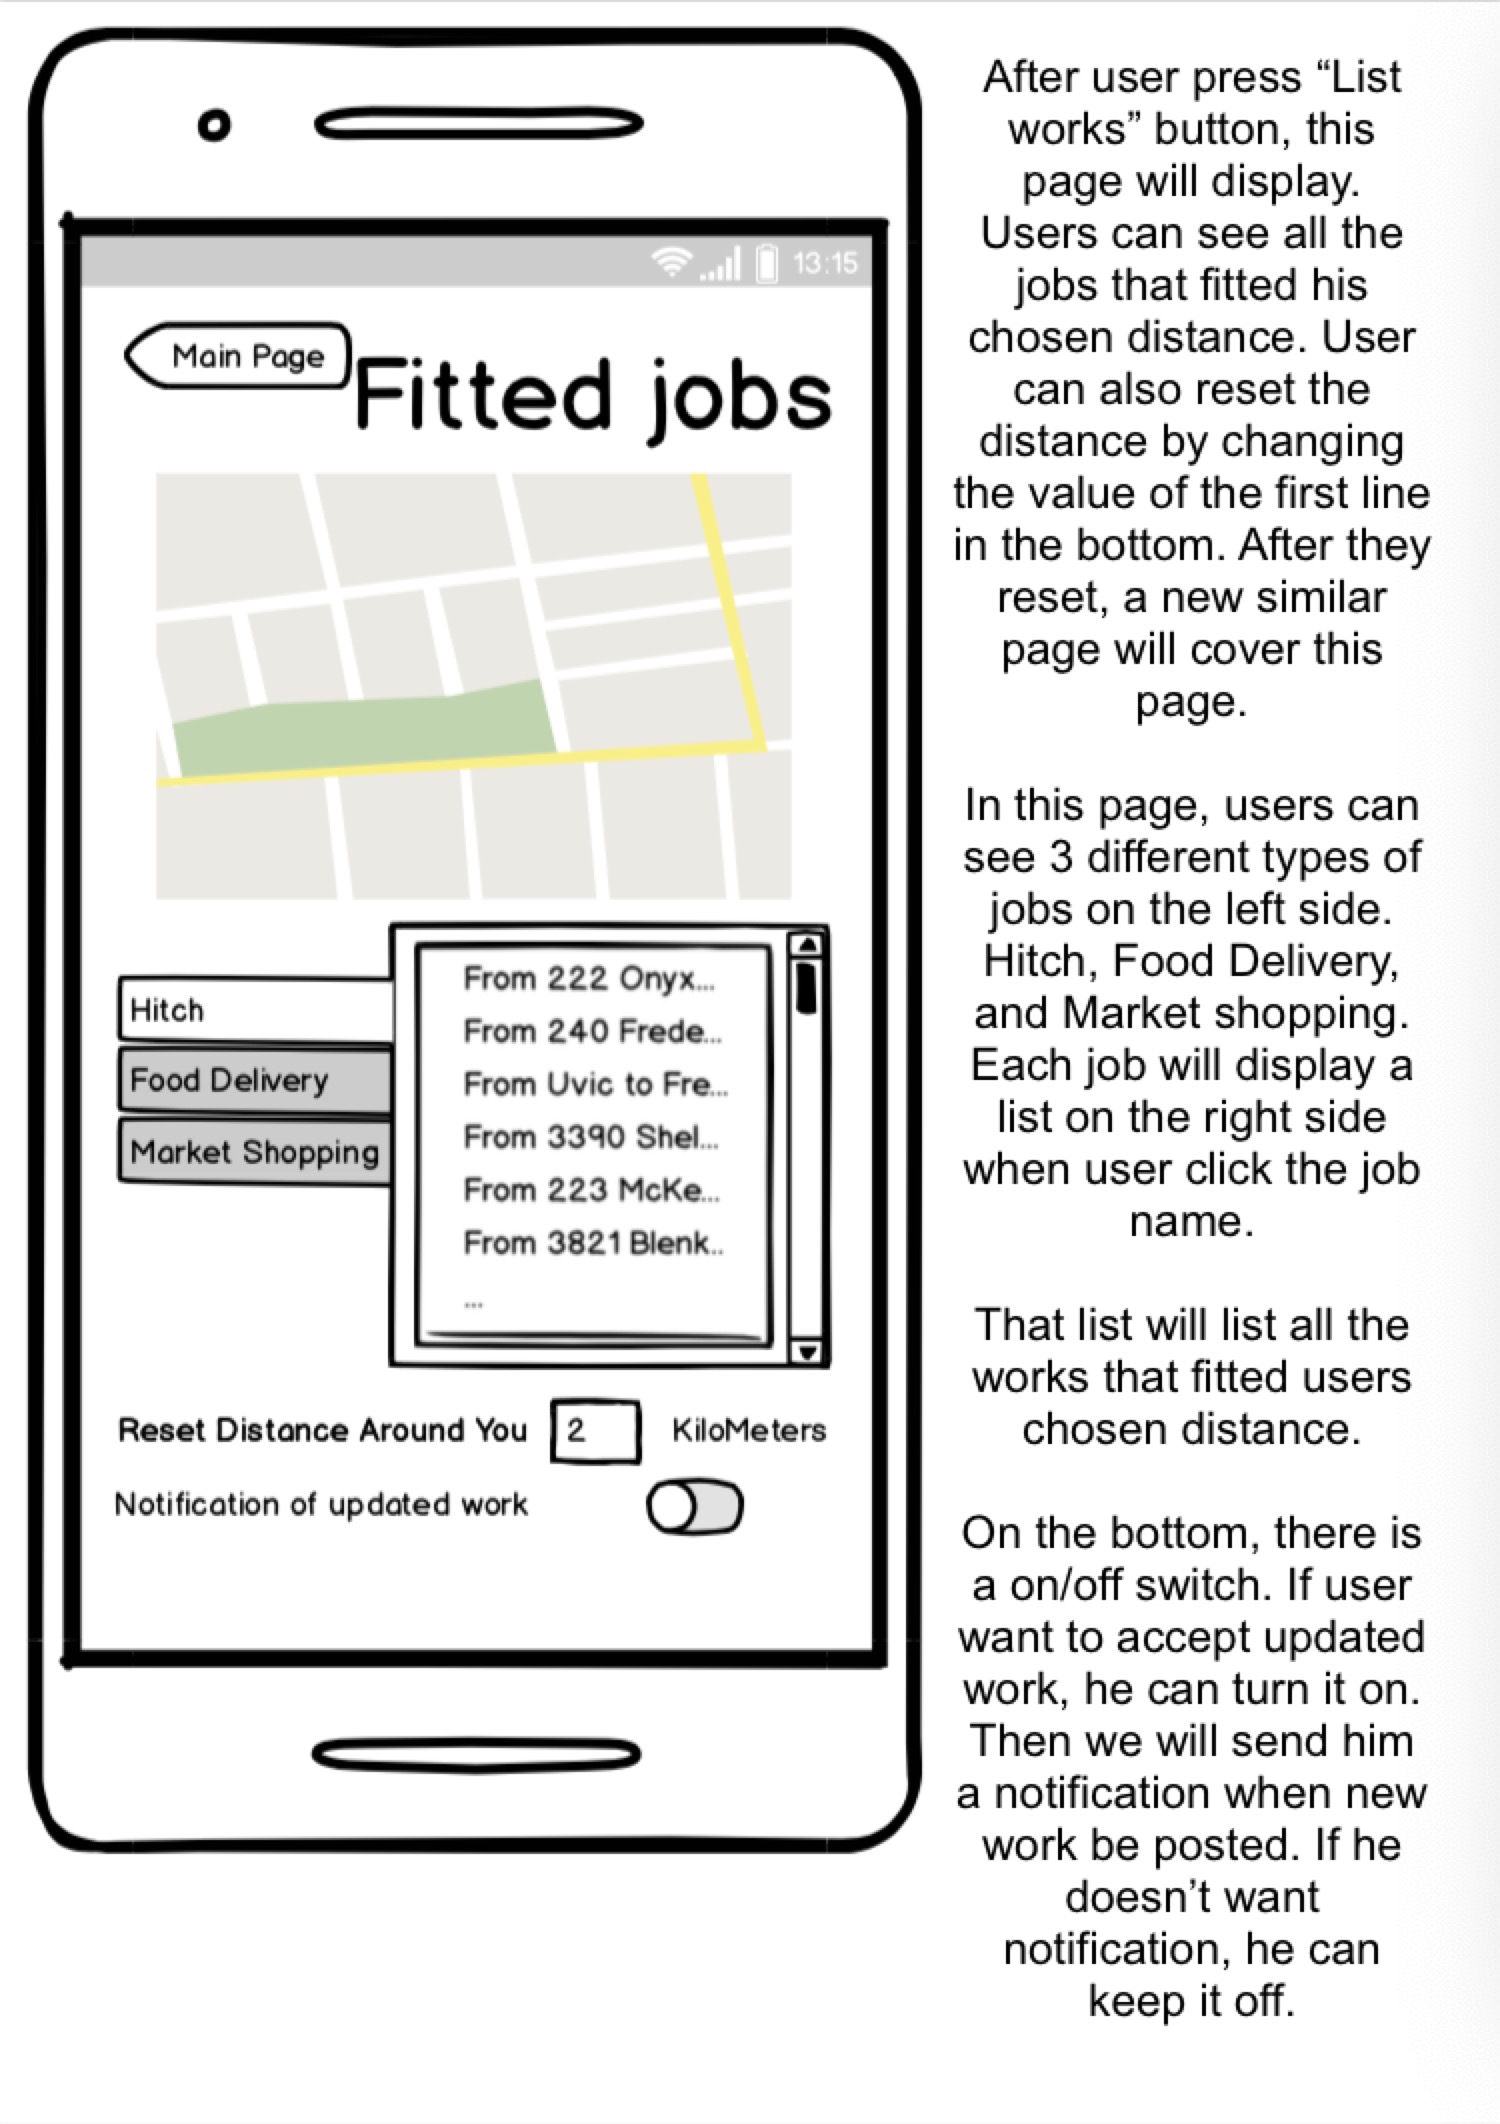 13:15
Main Page
Fitted jobs
Hitch
Food Delivery
Market Shopping
From 222 Onyx...
From 240 Frede...
From Uvic to Fre...
From 3390 Shel...
From 223 McKe...
From 3821 Blenk..
...
Reset Distance Around You 2 KiloMeters
Notification of updated work
After user press “List
works” button, this
page will display.
Users can see all the
jobs that fitted his
chosen distance. User
can also reset the
distance by changing
the value of the first line
in the bottom. After they
reset, a new similar
page will cover this
page.
In this page, users can
see 3 different types of
jobs on the left side.
Hitch, Food Delivery,
and Market shopping.
Each job will display a
list on the right side
when user click the job
name.
That list will list all the
works that fitted users
chosen distance.
On the bottom, there is
a on/off switch. If user
want to accept updated
work, he can turn it on.
Then we will send him
a notification when new
work be posted. If he
doesn’t want
notification, he can
keep it off.